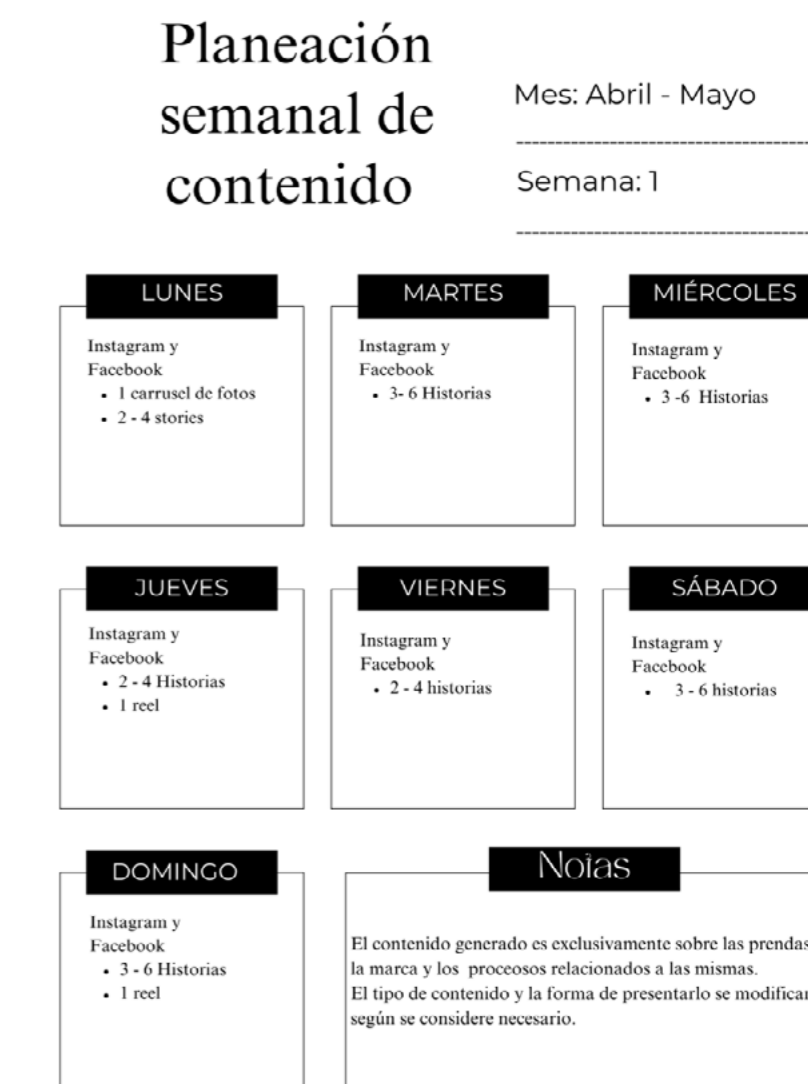 Planeación
semanal de
contenido
Mes: Abril - Mayo
Semana: 1
LUNES
Instagram y
Facebook
• 1 carrusel de fotos
• 2 - 4 stories
MARTES
Instagram y
Facebook
• 3- 6 Historias
MIÉRCOLES
Instagram y
Facebook
• 3 -6 Historias
JUEVES
Instagram y
Facebook
• 2 - 4 Historias
• 1 reel
VIERNES
Instagram y
Facebook
• 2 - 4 historias
SÁBADO
Instagram y
Facebook
• 3 - 6 historias
DOMINGO
Instagram y
Facebook
• 3 - 6 Historias
• 1 reel
Notas
El contenido generado es exclusivamente sobre las prendas
la marca y los proceosos relacionados a las mismas.
El tipo de contenido y la forma de presentarlo se modificar
según se considere necesario.